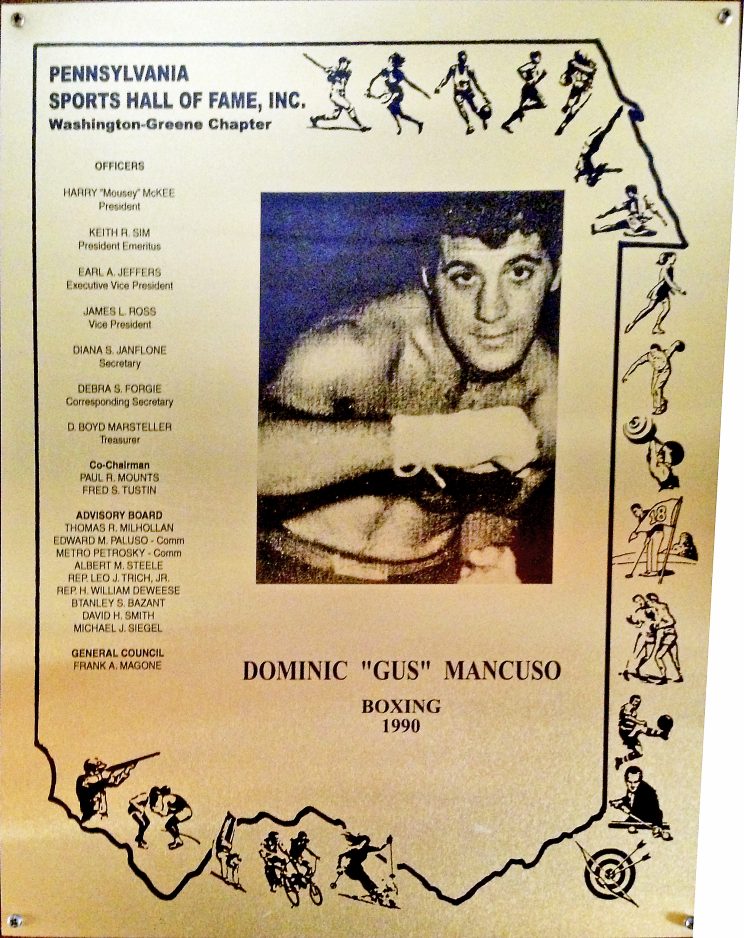 PENNSYLVANIA
SPORTS HALL OF FAME, INC.
Washington-Greene Chapter
OFFICERS
HARRY "Mousey" McKEE
President
KEITH R. SIM
President Emeritus
EARL A. JEFFERS
Executive Vice President
JAMES L. ROSS
Vice President
DIANA S. JANFLONE
Secretary
DEBRA S. FORGIE
Corresponding Secretary
D. BOYD MARSTELLER
Treasurer
Co-Chairman
PAUL R. MOUNTS
FRED S. TUSTIN
ADVISORY BOARD
THOMAS R. MILHOLLAN
EDWARD M. PALUSO - Comm
METRO PETROSKY - Comm
ALBERT M. STEELE
REP. LEO J. TRICH, JR.
REP. H. WILLIAM DEWEESE
BTANLEY S. BAZANT
DAVID H. SMITH
MICHAEL J. SIEGEL
GENERAL COUNCIL
FRANK A. MAGONE
18
DOMINIC "GUS" MANCUSO
BOXING
1990